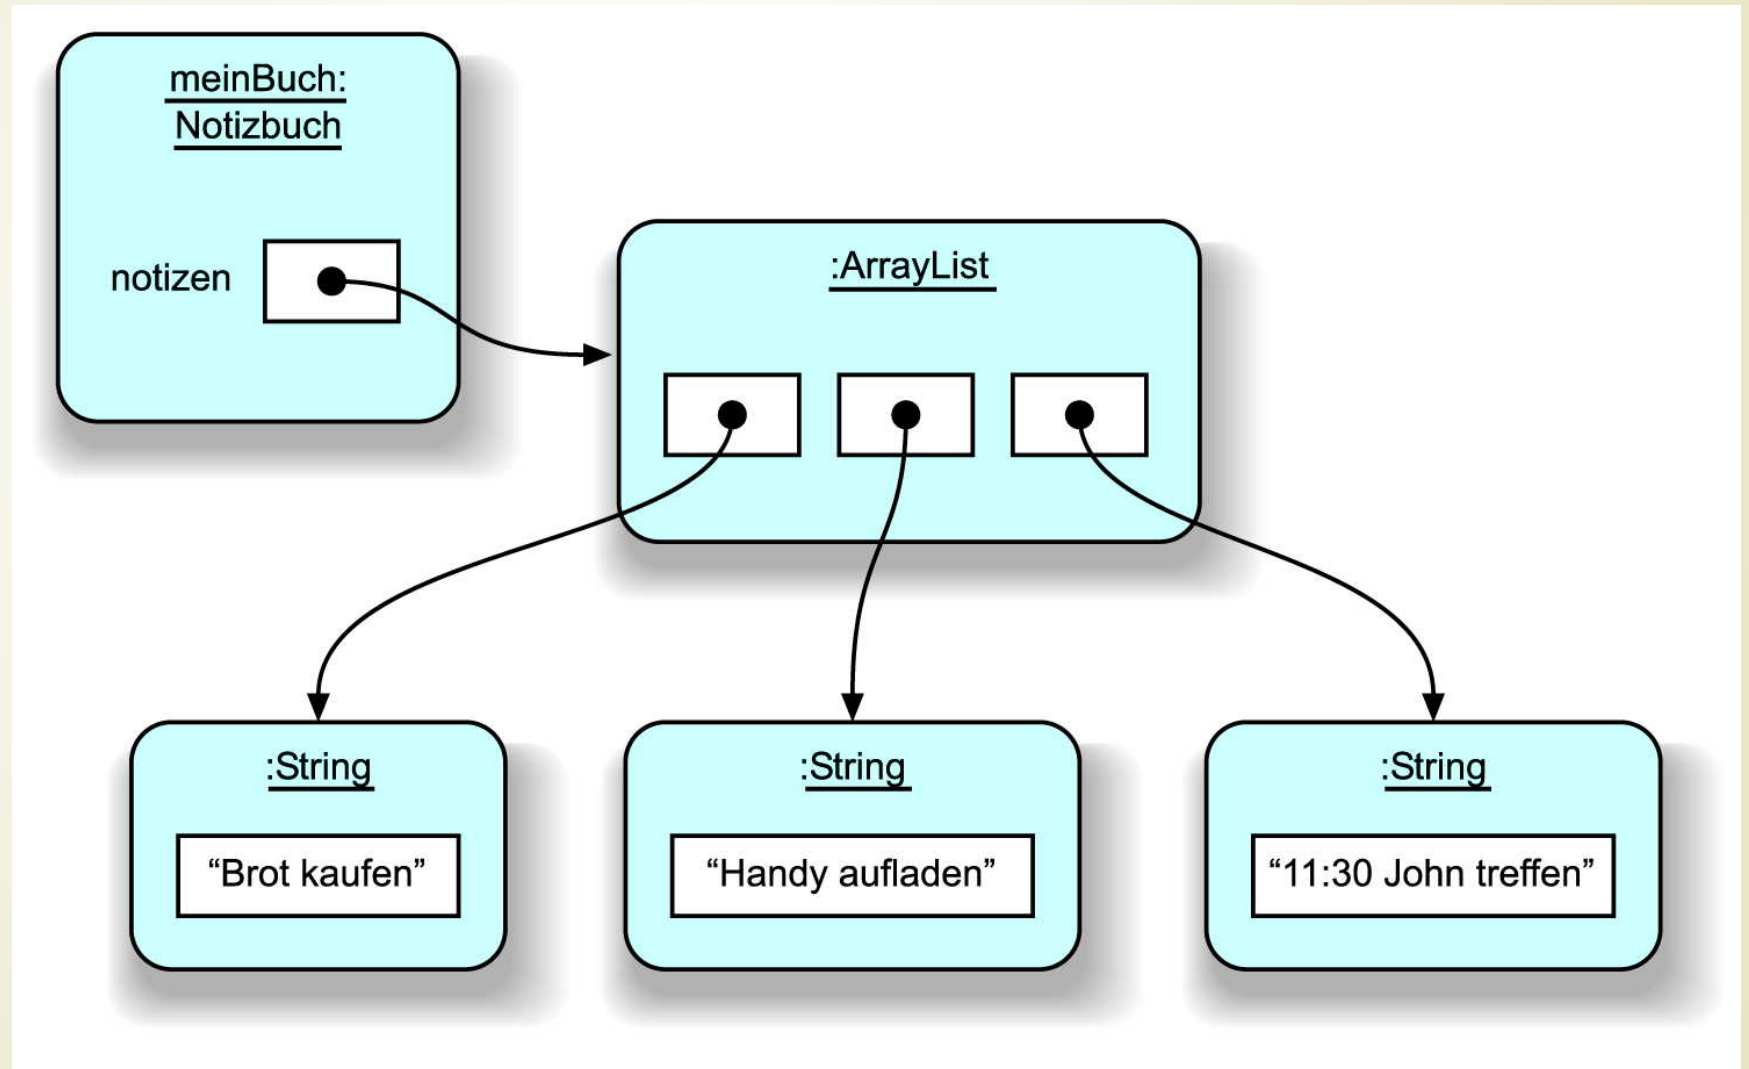 meinBuch:
Notizbuch
notizen
:ArrayList
:String
“Brot kaufen”
:String
“Handy aufladen”
:String
“11:30 John treffen”